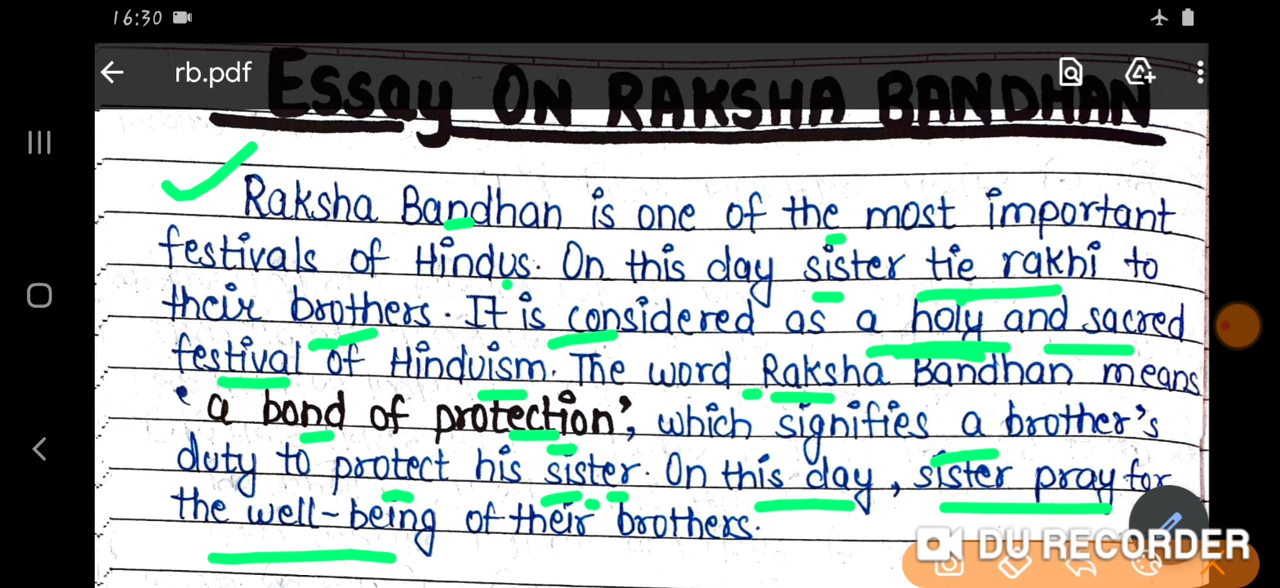 16:30
rb.pdf
Essay ON RAKSHA BANDHAN
Raksha Bandhan is one of the most important
festivals of Hindus. On this day sister tie rakhi to
their brothers. It is considered as a holy and sacred
festival of Hinduism. The word Raksha Bandhan means
‘a bond of protection’, which signifies a brother's
duty to protect his sister. On this day, sister pray for
the well-being of their brothers.
DU RECORDER